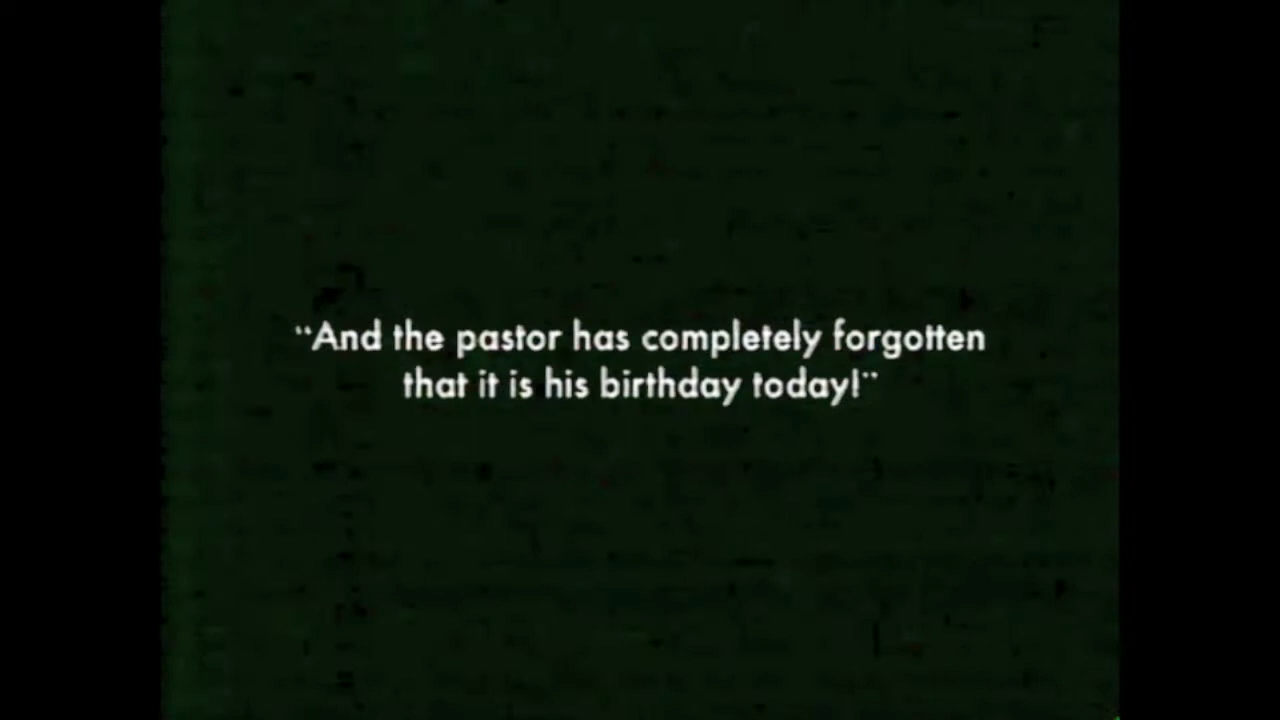 “And the pastor has completely forgotten
that it is his birthday today!”